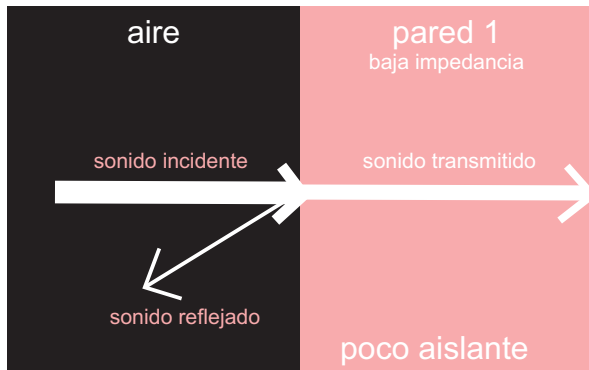 aire
pared 1
baja impedancia
sonido incidente
sonido transmitido
sonido reflejado
poco aislante